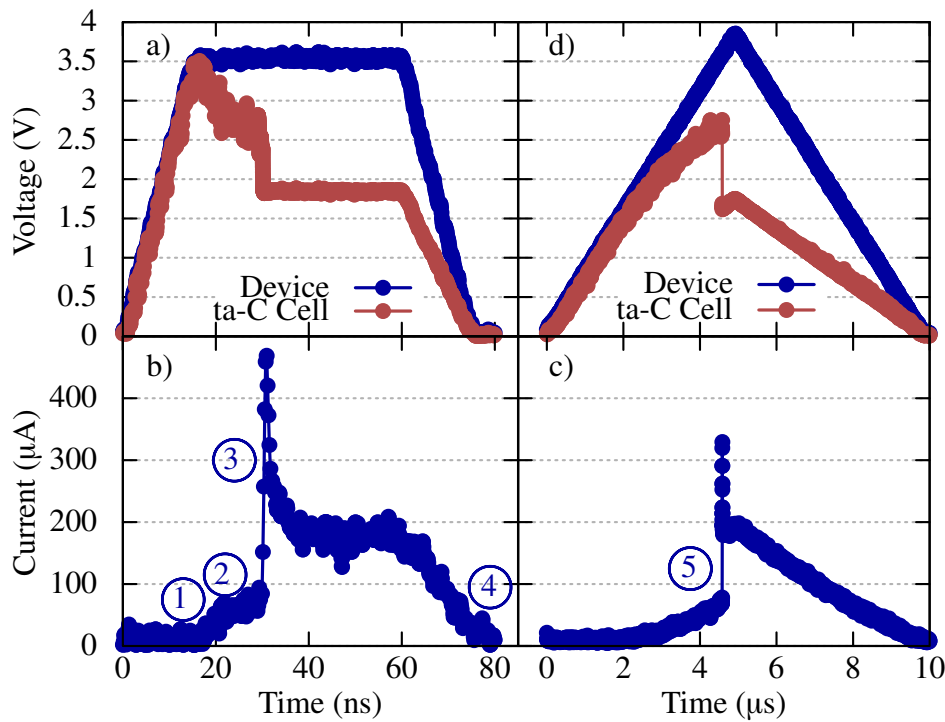 a)
d)
Voltage (V)
4
3.5
3
2.5
2
1.5
1
0.5
0
Device
ta-C Cell
Device
ta-C Cell
b)
c)
Current (µA)
400
300
200
100
0
1
2
3
4
5
0 20 40 60 80
0 2 4 6 8 10
Time (ns)
Time (µs)